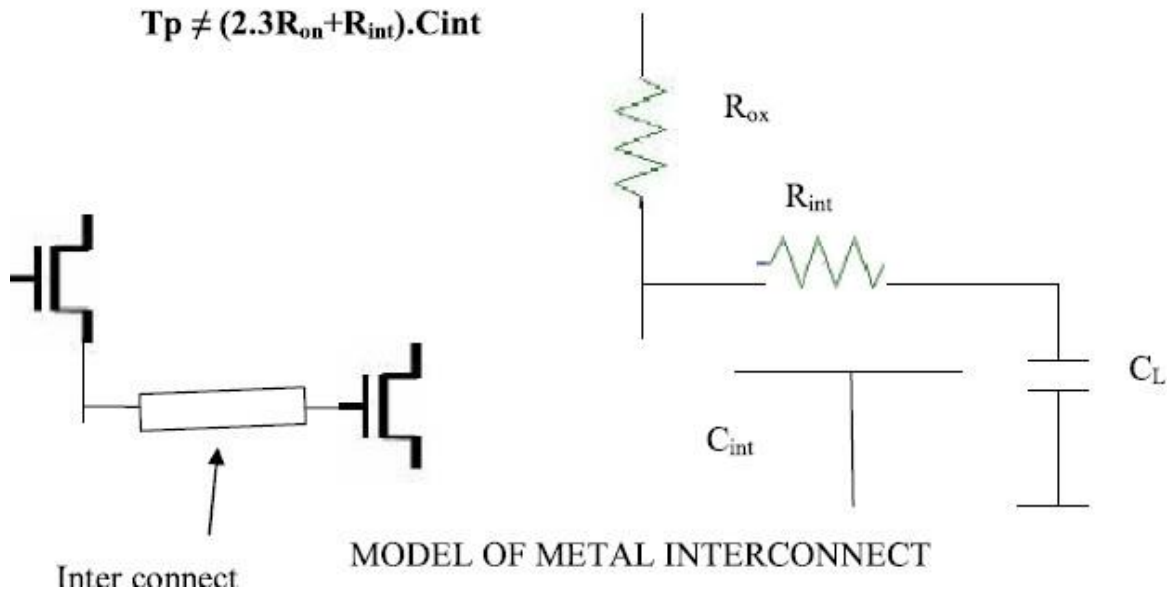 Tp ≠ (2.3Ron+Rint).Cint
Rox
Rint
CL
Cint
MODEL OF METAL INTERCONNECT
Inter connect